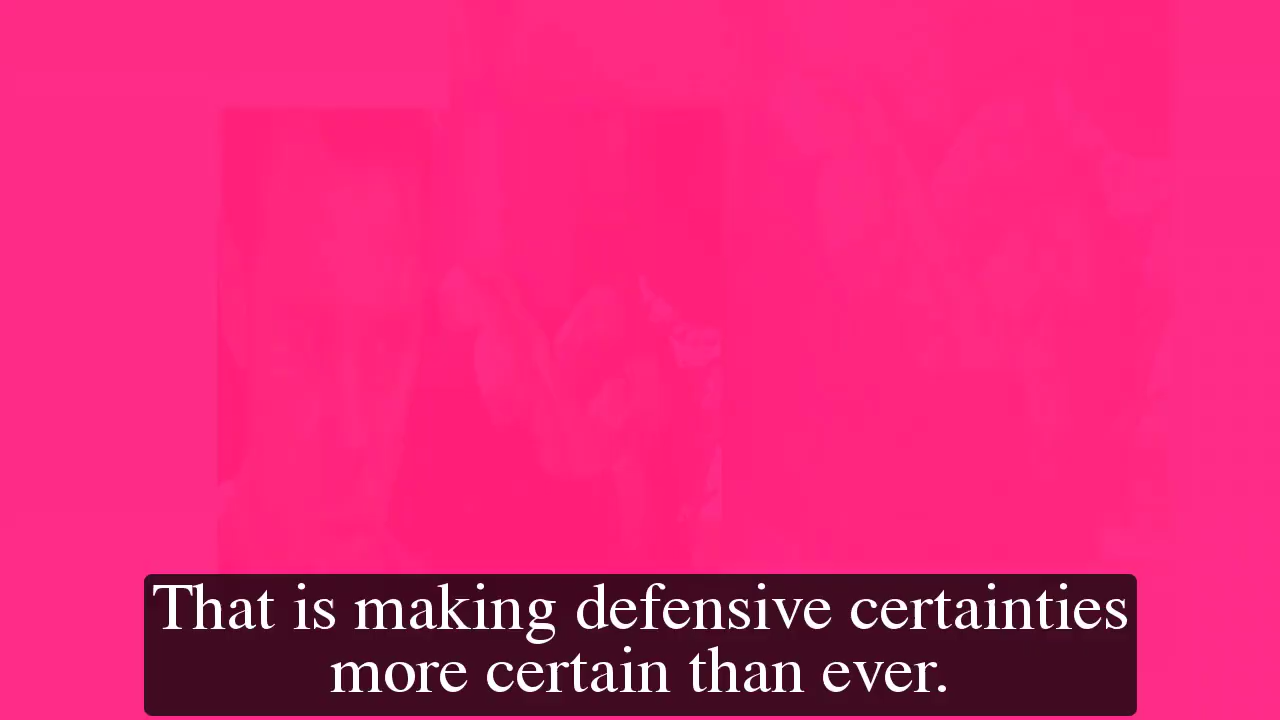 That is making defensive certainties
more certain than ever.